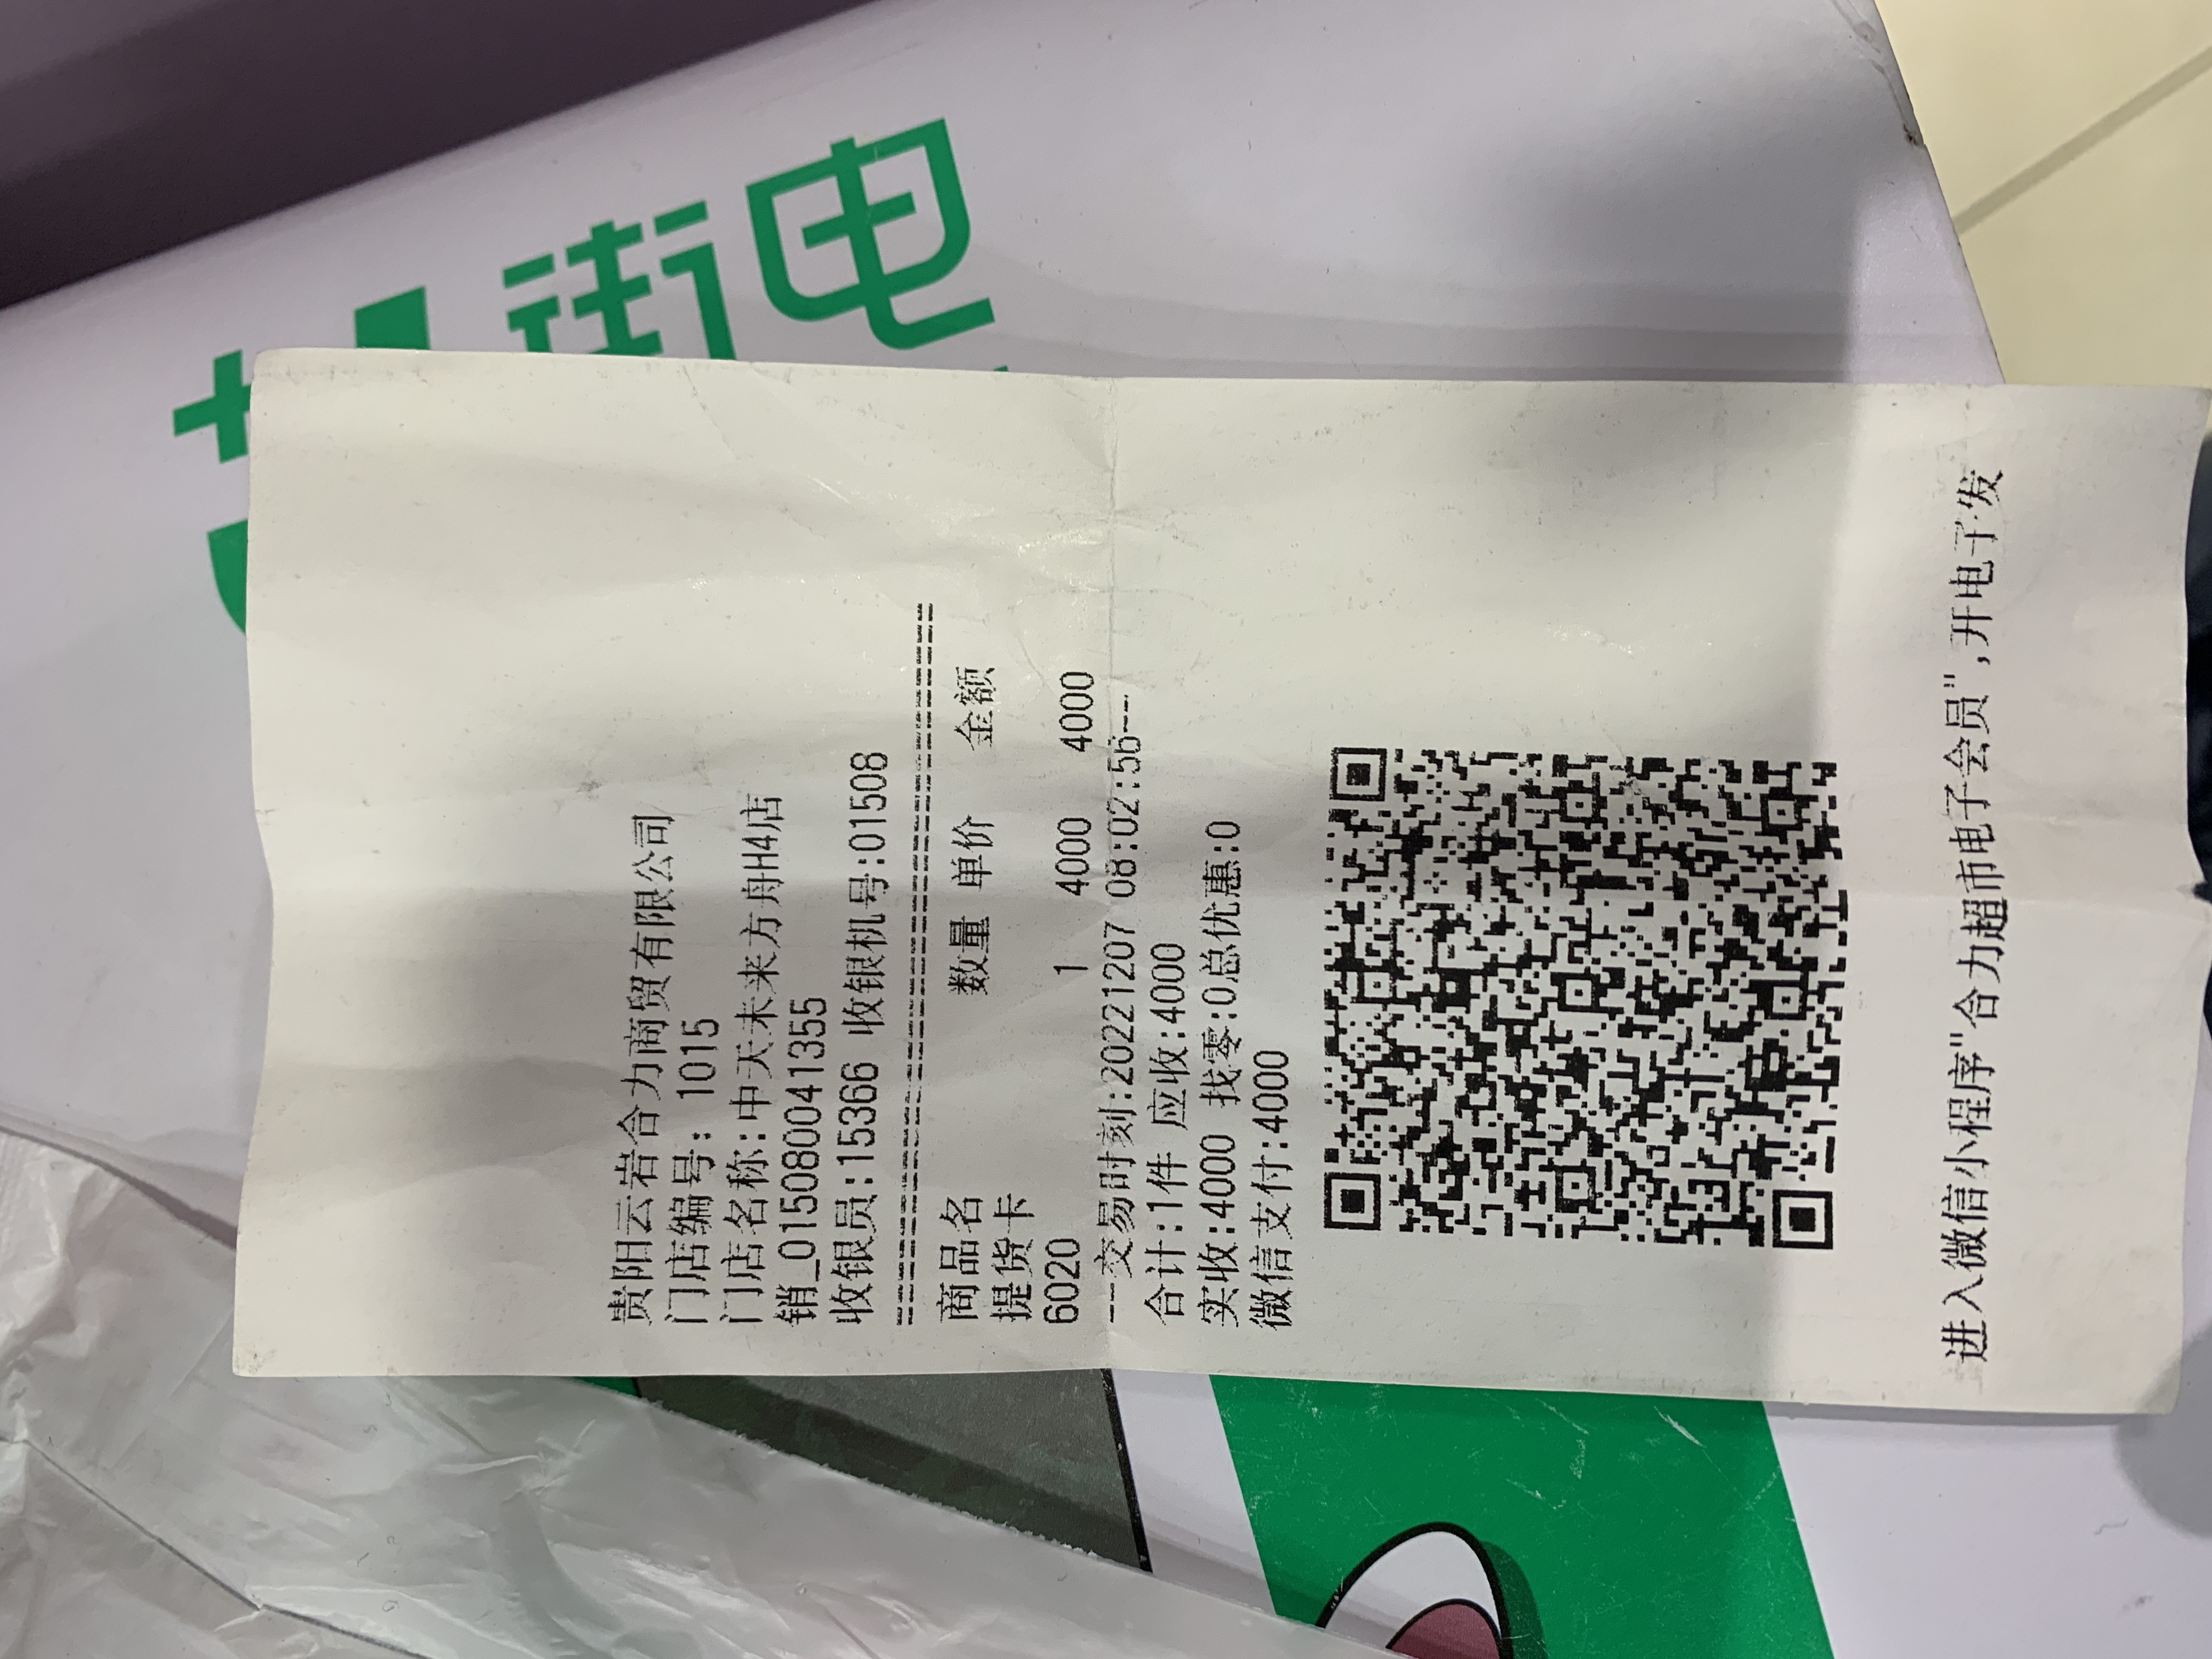 街电
贵阳云岩合力商贸有限公司
门店编号: 1015
门店名称:中天未来方舟H4店
销_015080041355
收银员:15366 收银机号:01508
商品名 数量 单价 金额
提货卡
6020 1 4000 4000
--交易时刻:20221207 08:02:56--
合计:1件 应收:4000
实收:4000 找零:0总优惠:0
微信支付:4000
进入微信小程序"合力超市电子会员",开电子发